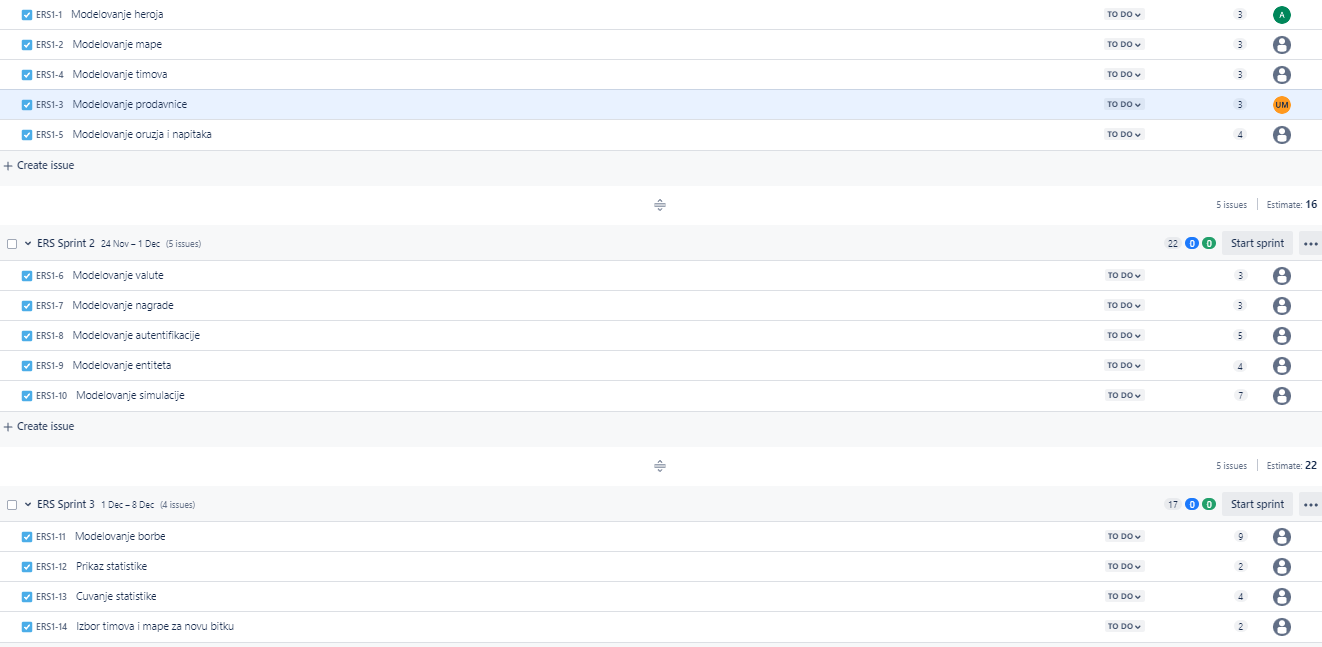 ERS1-1 Modelovanje heroja TO DO 3 A
ERS1-2 Modelovanje mape TO DO 3
ERS1-4 Modelovanje timova TO DO 3
ERS1-3 Modelovanje prodavnice TO DO 3 UM
ERS1-5 Modelovanje oruzja i napitaka TO DO 4
+ Create issue
5 issues Estimate: 16
ERS Sprint 2 24 Nov – 1 Dec (5 issues) 22 0 0 Start sprint •••
ERS1-6 Modelovanje valute TO DO 3
ERS1-7 Modelovanje nagrade TO DO 3
ERS1-8 Modelovanje autentifikacije TO DO 5
ERS1-9 Modelovanje entiteta TO DO 4
ERS1-10 Modelovanje simulacije TO DO 7
+ Create issue
5 issues Estimate: 22
ERS Sprint 3 1 Dec – 8 Dec (4 issues) 17 0 0 Start sprint •••
ERS1-11 Modelovanje borbe TO DO 9
ERS1-12 Prikaz statistike TO DO 2
ERS1-13 Cuvanje statistike TO DO 4
ERS1-14 Izbor timova i mape za novu bitku TO DO 2